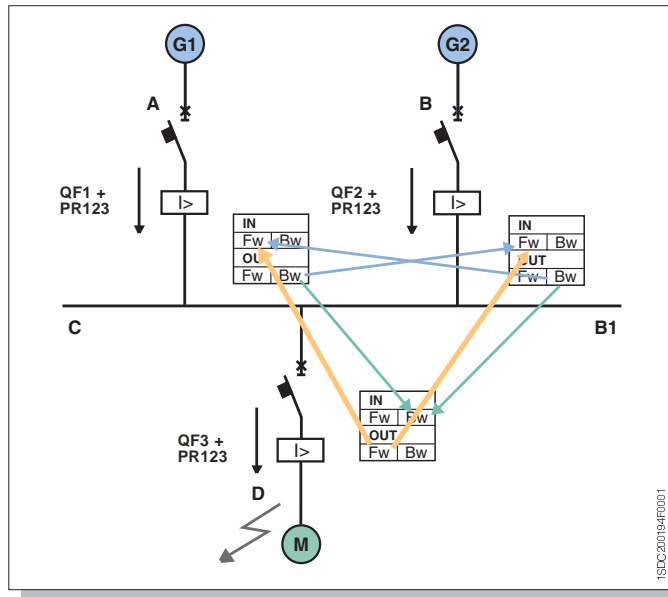 G1
G2
A
B
QF1 +
PR123
I>
QF2 +
PR123
I>
IN
Fw Bw
OUT
Fw Bw
IN
Fw Bw
OUT
Fw Bw
C
B1
IN
Fw Bw
OUT
Fw Bw
QF3 +
PR123
I>
D
M
1SDC200194F0001